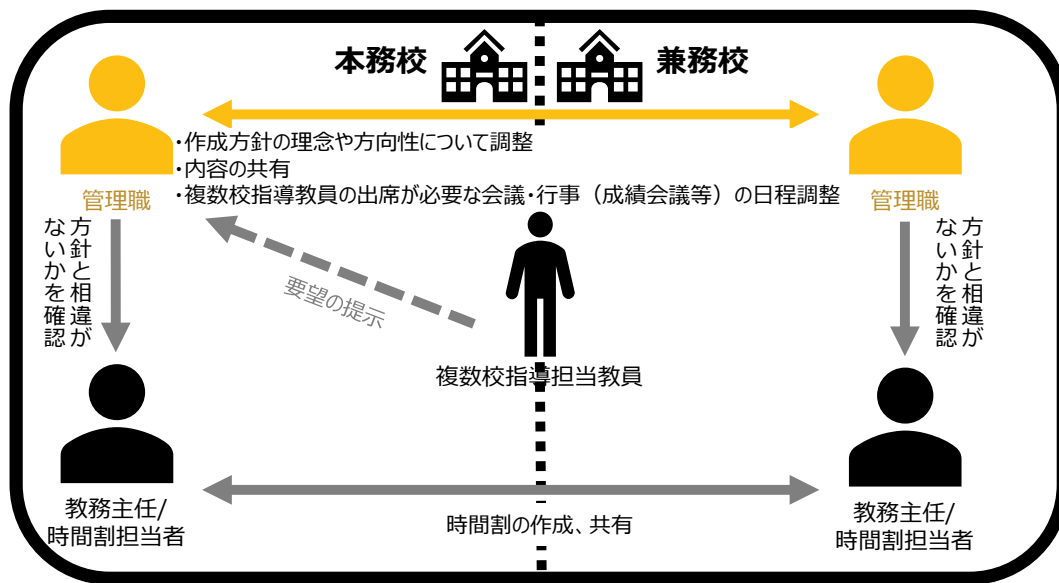 本務校
兼務校
・作成方針の理念や方向性について調整
・内容の共有
・複数校指導教員の出席が必要な会議・行事（成績会議等）の日程調整
管理職
管理職
方針と相違が
ないかを確認
要望の提示
方針と相違が
ないかを確認
複数校指導担当教員
教務主任/
時間割担当者
時間割の作成、共有
教務主任/
時間割担当者